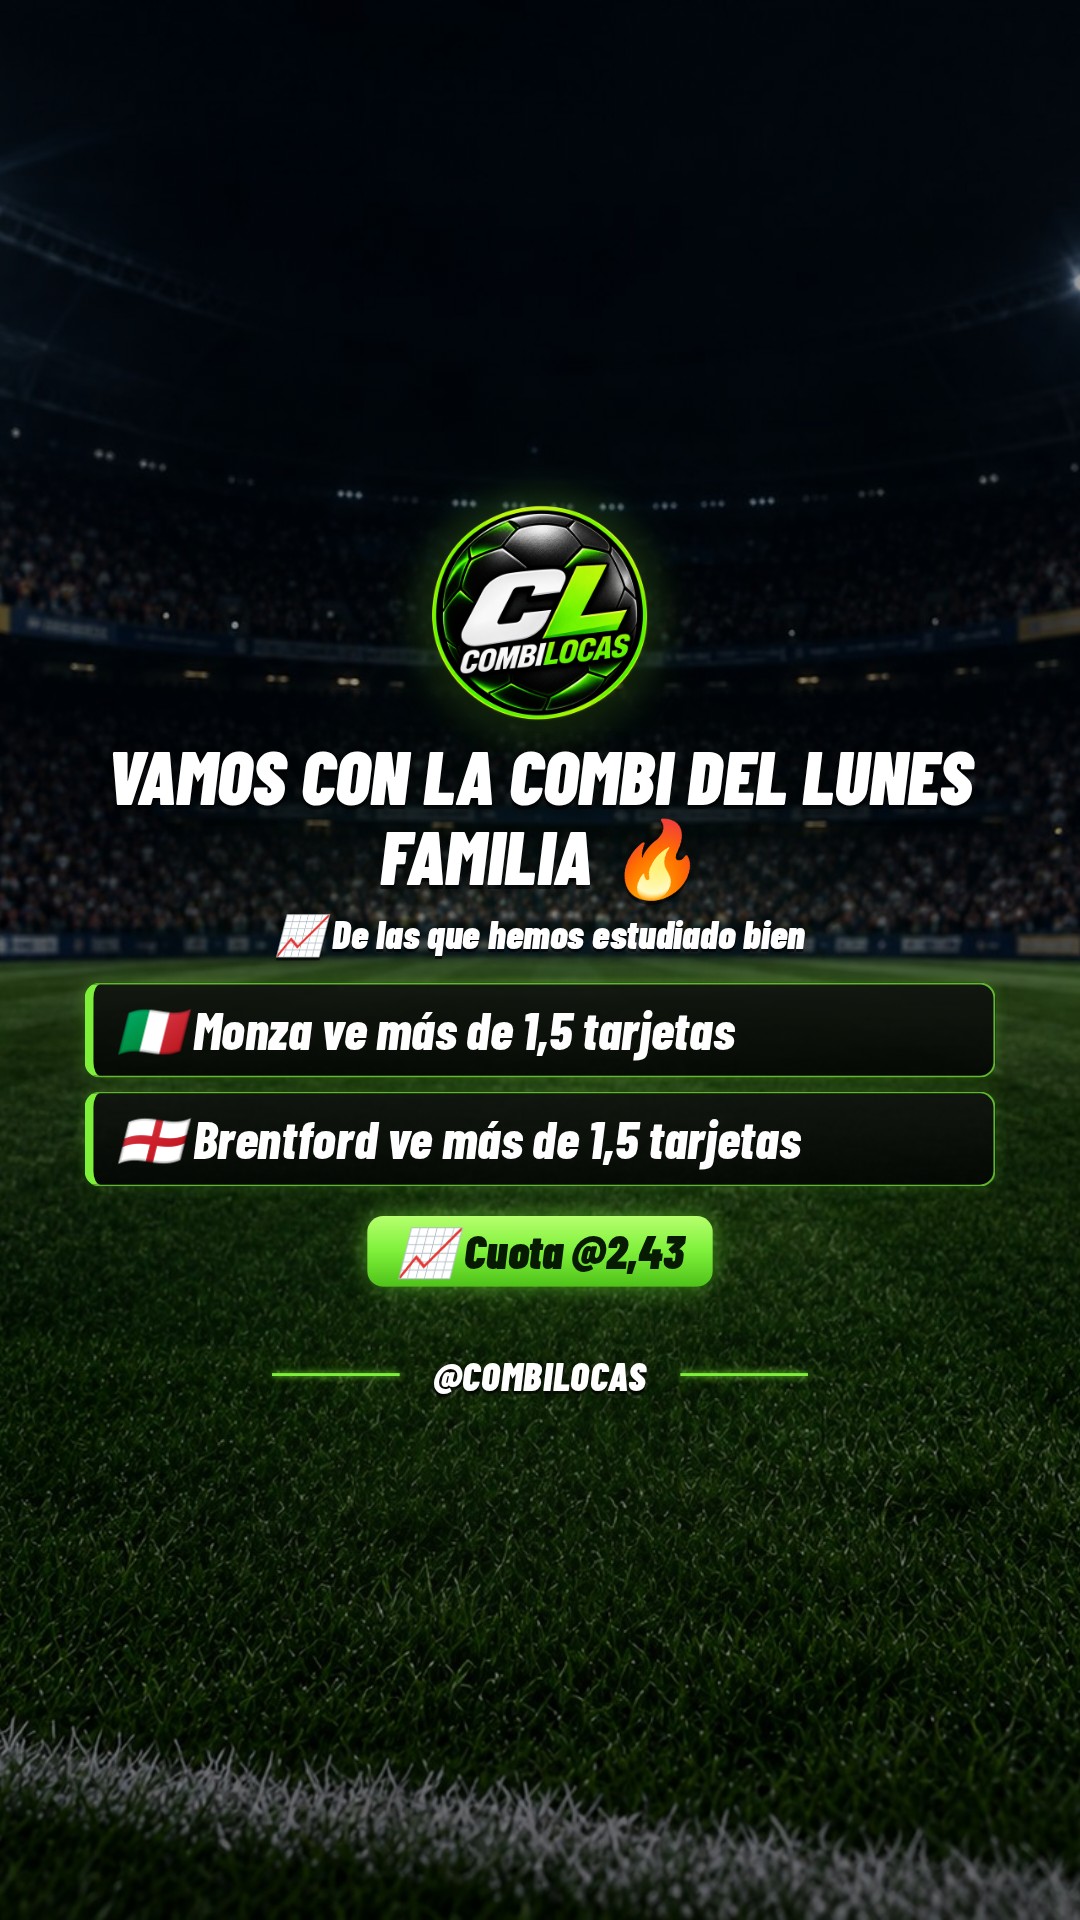 CL
COMBILOCAS
VAMOS CON LA COMBI DEL LUNES
FAMILIA 🔥
📈 De las que hemos estudiado bien
🇮🇹 Monza ve más de 1,5 tarjetas
🏴󠁧󠁢󠁥󠁮󠁧󠁿 Brentford ve más de 1,5 tarjetas
📈 Cuota @2,43
@COMBILOCAS